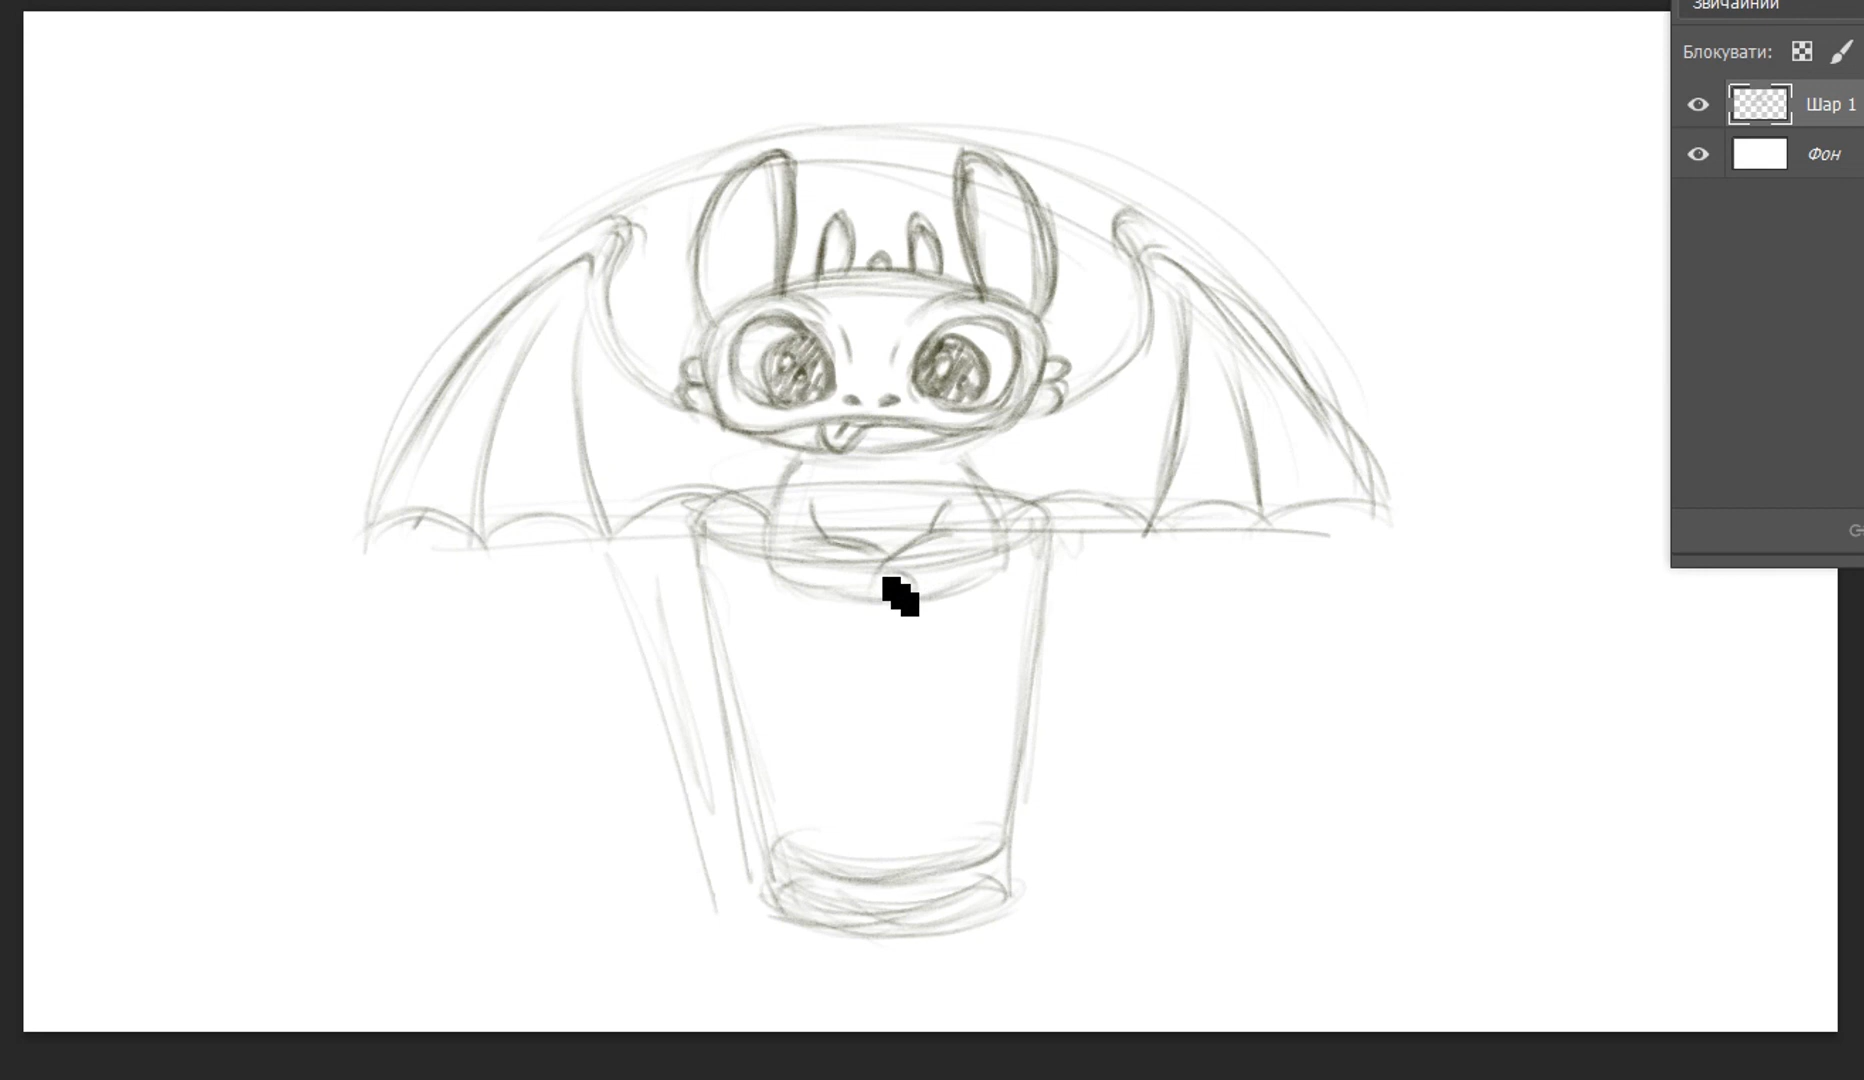 Звичайний
Блокувати:
Шар 1
Фон